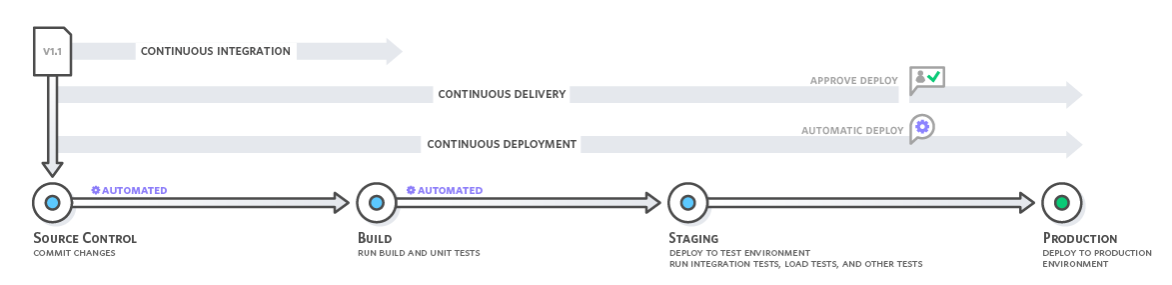 V1.1
CONTINUOUS INTEGRATION
APPROVE DEPLOY
CONTINUOUS DELIVERY
AUTOMATIC DEPLOY
CONTINUOUS DEPLOYMENT
AUTOMATED
AUTOMATED
SOURCE CONTROL
COMMIT CHANGES
BUILD
RUN BUILD AND UNIT TESTS
STAGING
DEPLOY TO TEST ENVIRONMENT
RUN INTEGRATION TESTS, LOAD TESTS, AND OTHER TESTS
PRODUCTION
DEPLOY TO PRODUCTION
ENVIRONMENT